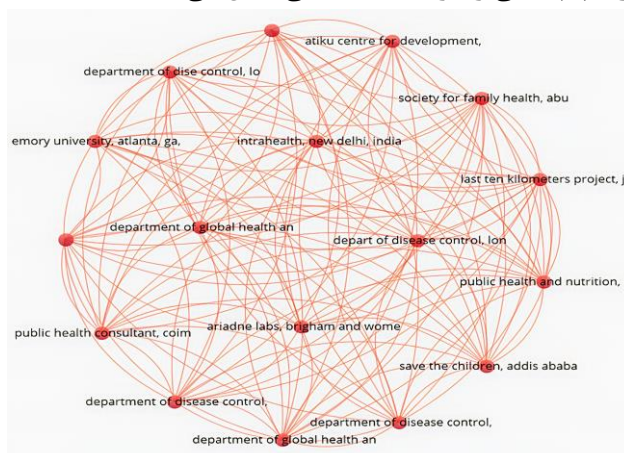 atiku centre for development,
department of dise control, lo
society for family health, abu
emory university, atlanta, ga,
intrahealth, new delhi, india
last ten kilometers project, j
department of global health an
depart of disease control, lon
public health and nutrition,
public health consultant, coim
ariadne labs, brigham and wome
save the children, addis ababa
department of disease control,
department of disease control,
department of global health an